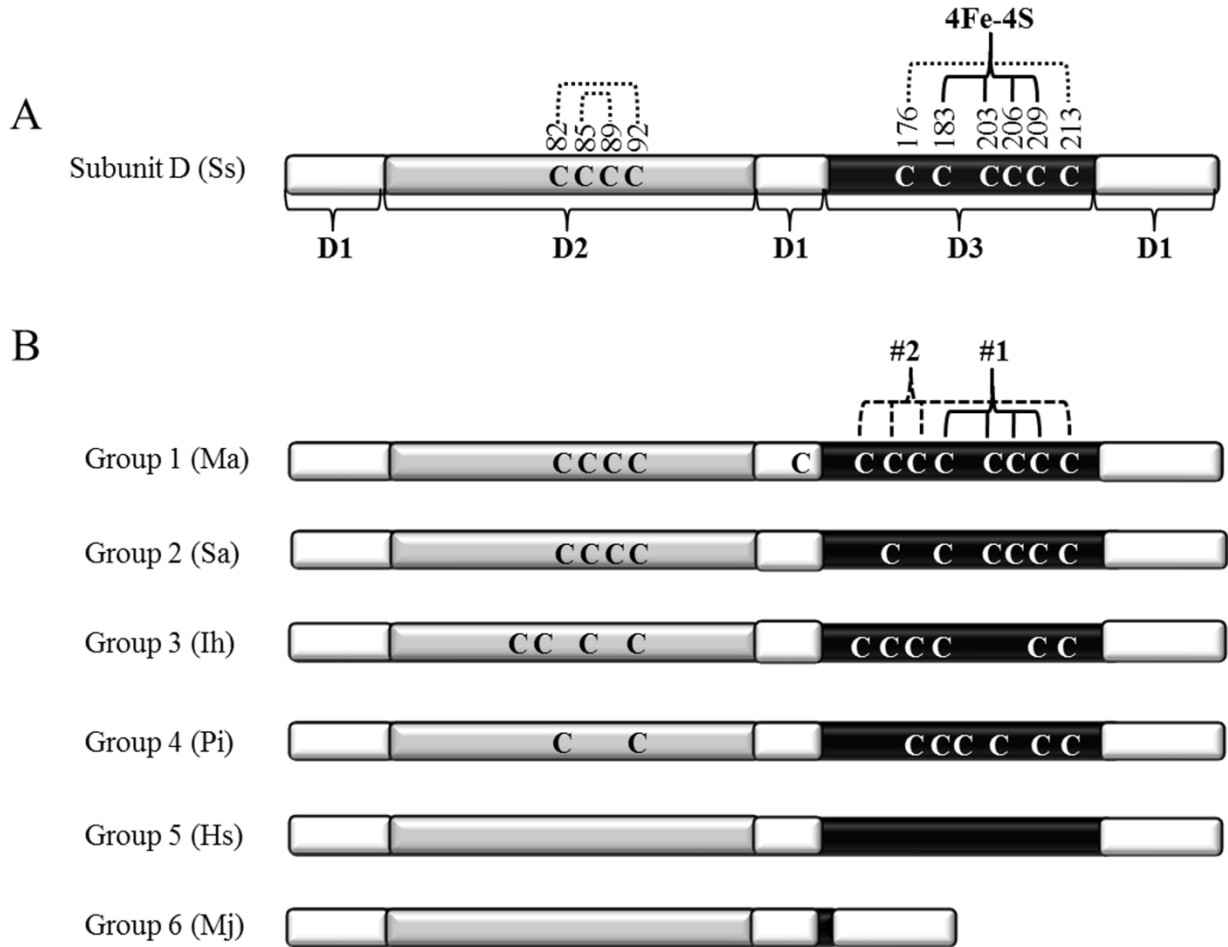 A
4Fe-4S
82 85 89 92 176 183 203 206 209 213
Subunit D (Ss) C C C C C C C C C C
D1 D2 D1 D3 D1
B
#2 #1
Group 1 (Ma) C C C C C C C C C C C C C
Group 2 (Sa) C C C C C C C C C C
Group 3 (Ih) C C C C C C C C C C
Group 4 (Pi) C C C C C C C C
Group 5 (Hs)
Group 6 (Mj)